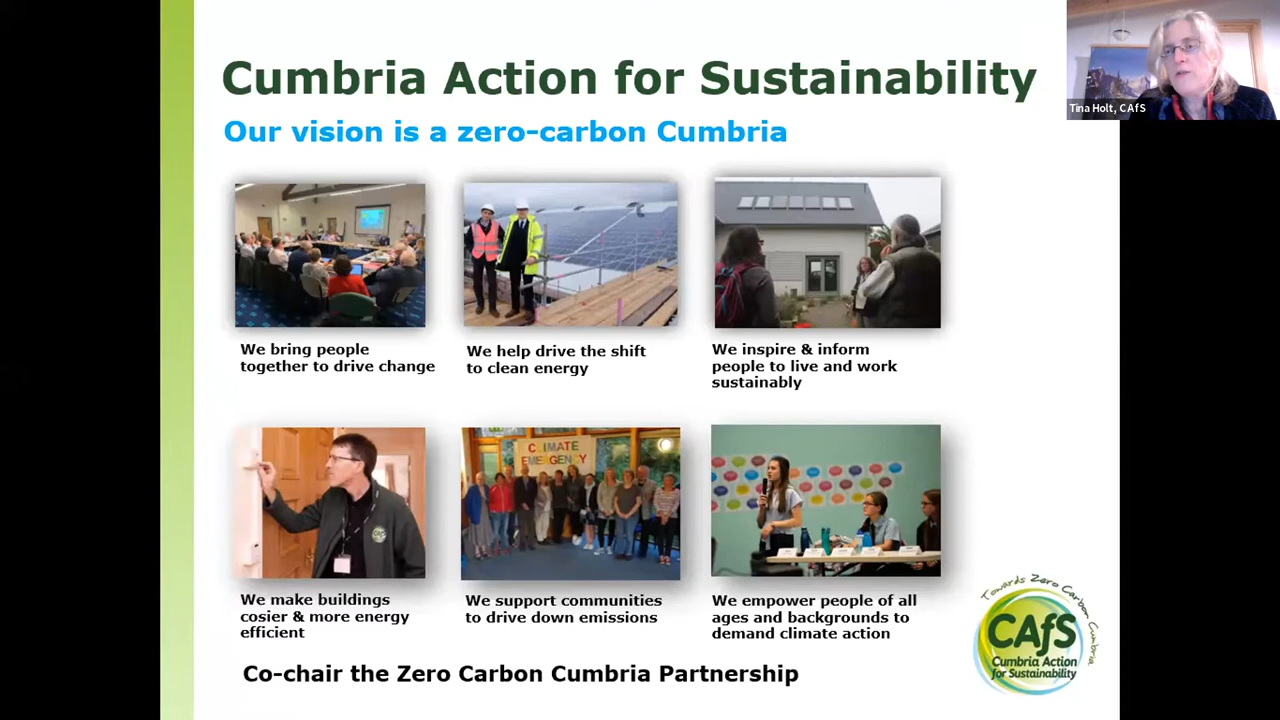 Cumbria Action for Sustainability
Our vision is a zero-carbon Cumbria
Tina Holt, CAfS
We bring people
together to drive change
We help drive the shift
to clean energy
We inspire & inform
people to live and work
sustainably
CLIMATE
EMERGENCY
CAfS
We make buildings
cosier & more energy
efficient
We support communities
to drive down emissions
We empower people of all
ages and backgrounds to
demand climate action
Co-chair the Zero Carbon Cumbria Partnership
Towards Zero Carbon Cumbria
CAfS
Cumbria Action
for Sustainability